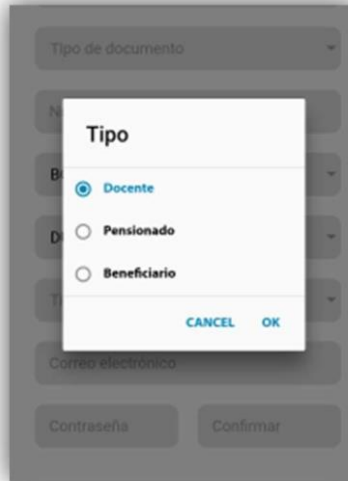 Tipo de documento
Tipo
Docente
Pensionado
Beneficiario
CANCEL OK
Correo electrónico
Contraseña Confirmar